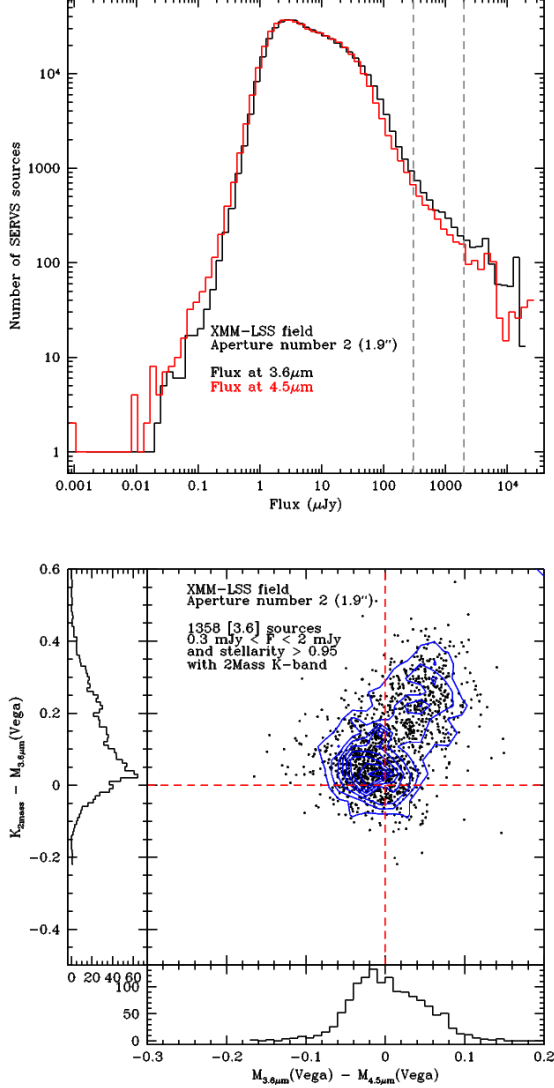 10⁴
1000
100
10
1
Number of SERVS sources
XMM-LSS field
Aperture number 2 (1.9")
Flux at 3.6μm
Flux at 4.5μm
0.001 0.01 0.1 1 10 100 1000 10⁴
Flux (μJy)
0.6
0.4
0.2
0
-0.2
-0.4
K2mass - M3.6μm(Vega)
XMM-LSS field
Aperture number 2 (1.9")
1358 [3.6] sources
0.3 mJy < F < 2 mJy
and stellarity > 0.95
with 2Mass K-band
0 20 40 60
100
50
0
-0.3 -0.2 -0.1 0 0.1 0.2
M3.6μm(Vega) - M4.5μm(Vega)